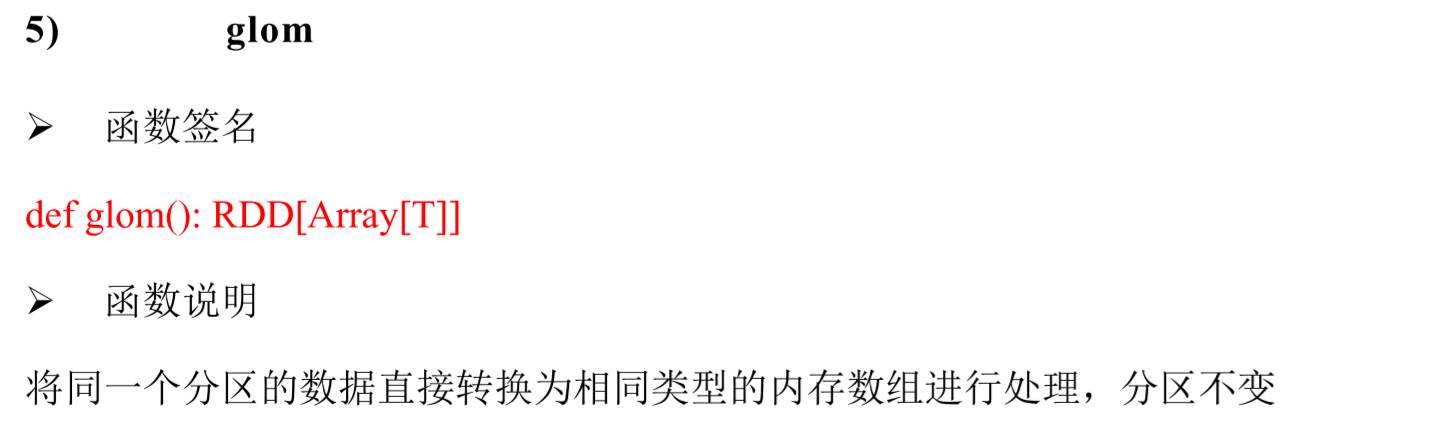 5) glom
➢ 函数签名
def glom(): RDD[Array[T]]
➢ 函数说明
将同一个分区的数据直接转换为相同类型的内存数组进行处理，分区不变